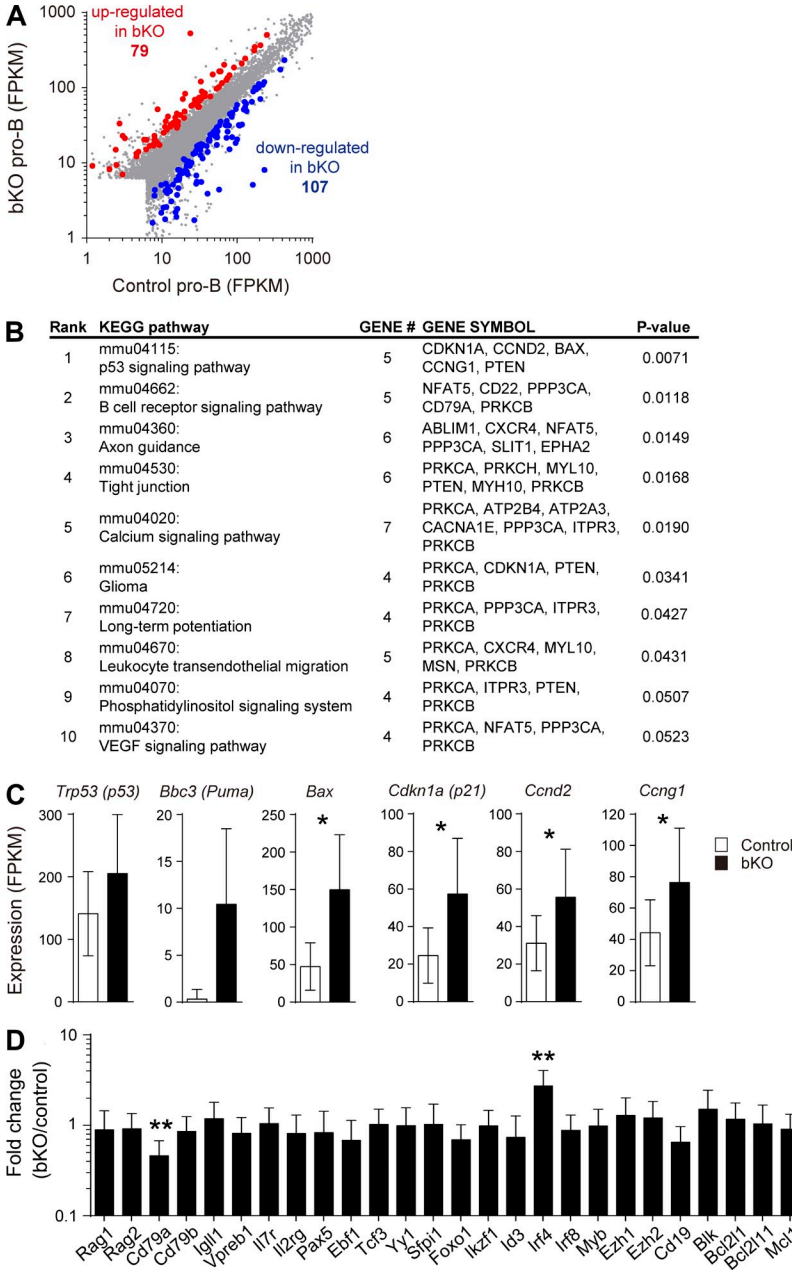 A
up-regulated
in bKO
79
down-regulated
in bKO
107
bKO pro-B (FPKM)
1000
100
10
1
1 10 100 1000
Control pro-B (FPKM)
B
Rank KEGG pathway GENE # GENE SYMBOL P-value
1 mmu04115:
p53 signaling pathway
5 CDKN1A, CCND2, BAX,
CCNG1, PTEN
0.0071
2 mmu04662:
B cell receptor signaling pathway
5 NFAT5, CD22, PPP3CA,
CD79A, PRKCB
0.0118
3 mmu04360:
Axon guidance
6 ABLIM1, CXCR4, NFAT5,
PPP3CA, SLIT1, EPHA2
0.0149
4 mmu04530:
Tight junction
6 PRKCA, PRKCH, MYL10,
PTEN, MYH10, PRKCB
0.0168
5 mmu04020:
Calcium signaling pathway
7 PRKCA, ATP2B4, ATP2A3,
CACNA1E, PPP3CA, ITPR3,
PRKCB
0.0190
6 mmu05214:
Glioma
4 PRKCA, CDKN1A, PTEN,
PRKCB
0.0341
7 mmu04720:
Long-term potentiation
4 PRKCA, PPP3CA, ITPR3,
PRKCB
0.0427
8 mmu04670:
Leukocyte transendothelial migration
5 PRKCA, CXCR4, MYL10,
MSN, PRKCB
0.0431
9 mmu04070:
Phosphatidylinositol signaling system
4 PRKCA, ITPR3, PTEN,
PRKCB
0.0507
10 mmu04370:
VEGF signaling pathway
4 PRKCA, NFAT5, PPP3CA,
PRKCB
0.0523
C
Expression (FPKM)
Trp53 (p53)
300
200
100
0
Bbc3 (Puma)
20
15
10
5
0
Bax
250
200
150
100
50
0
*
Cdkn1a (p21)
100
80
60
40
20
0
*
Ccnd2
100
80
60
40
20
0
*
Ccng1
120
100
80
60
40
20
0
*
Control
bKO
D
Fold change
(bKO/control)
10
1
0.1
**
**
Rag1
Rag2
Cd79a
Cd79b
Igll1
Vpreb1
Il7r
Il2rg
Pax5
Ebf1
Tcf3
Yy1
Sfpi1
Foxo1
Ikzf1
Id3
Irf4
Irf8
Myb
Ezh1
Ezh2
Cd19
Blk
Bcl2l1
Bcl2l11
Mcl1